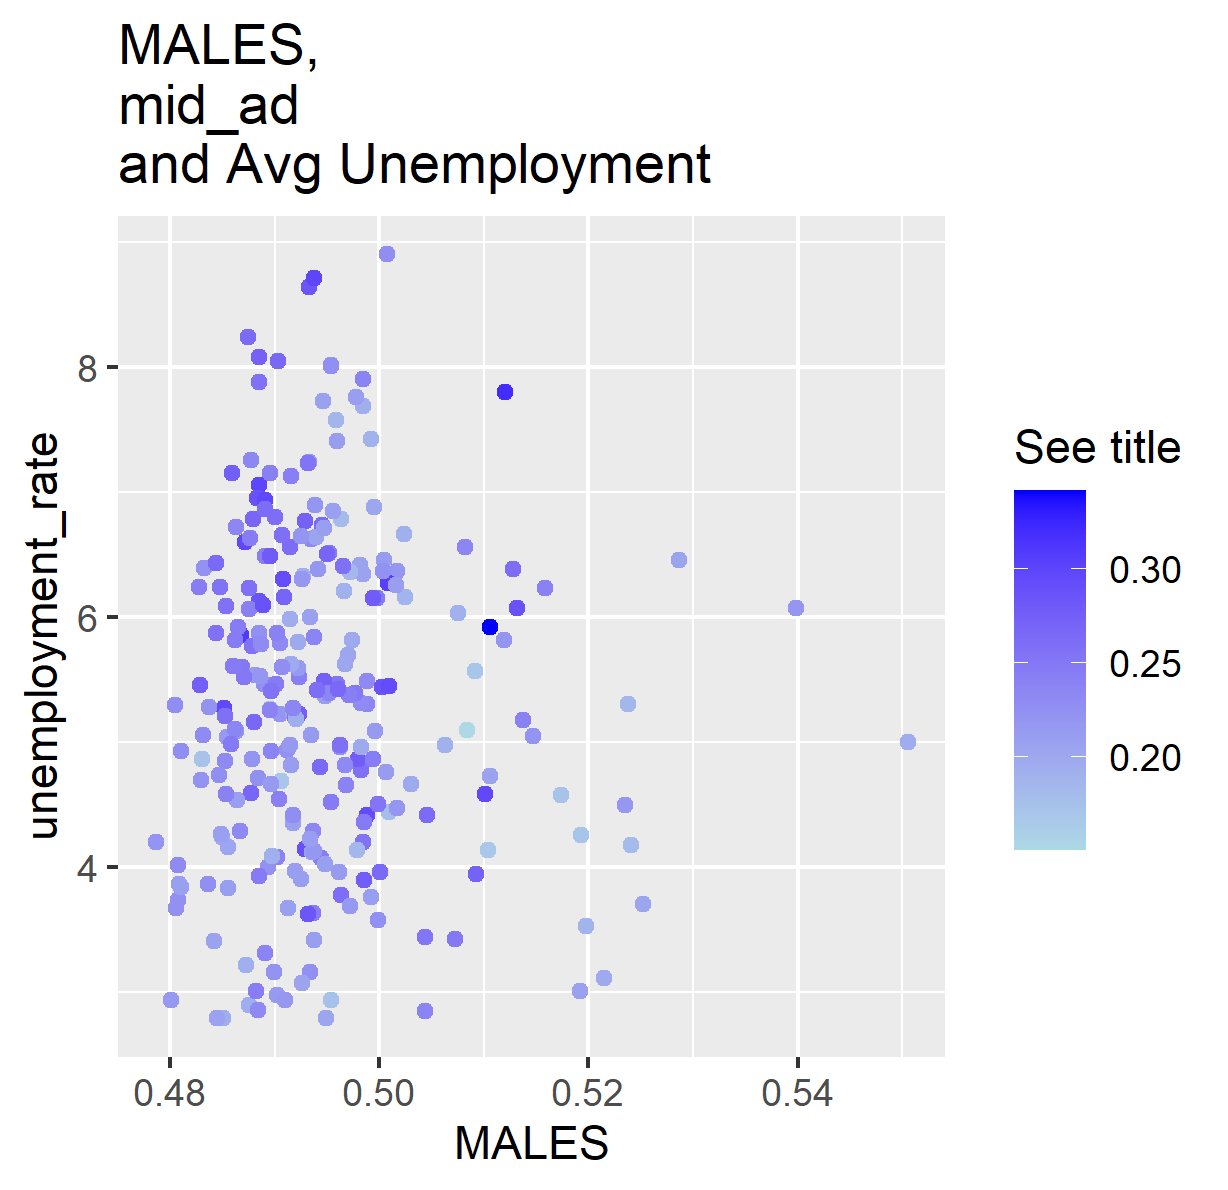 MALES,
mid_ad
and Avg Unemployment
8
6
4
unemployment_rate
0.48
0.50
0.52
0.54
MALES
See title
0.30
0.25
0.20